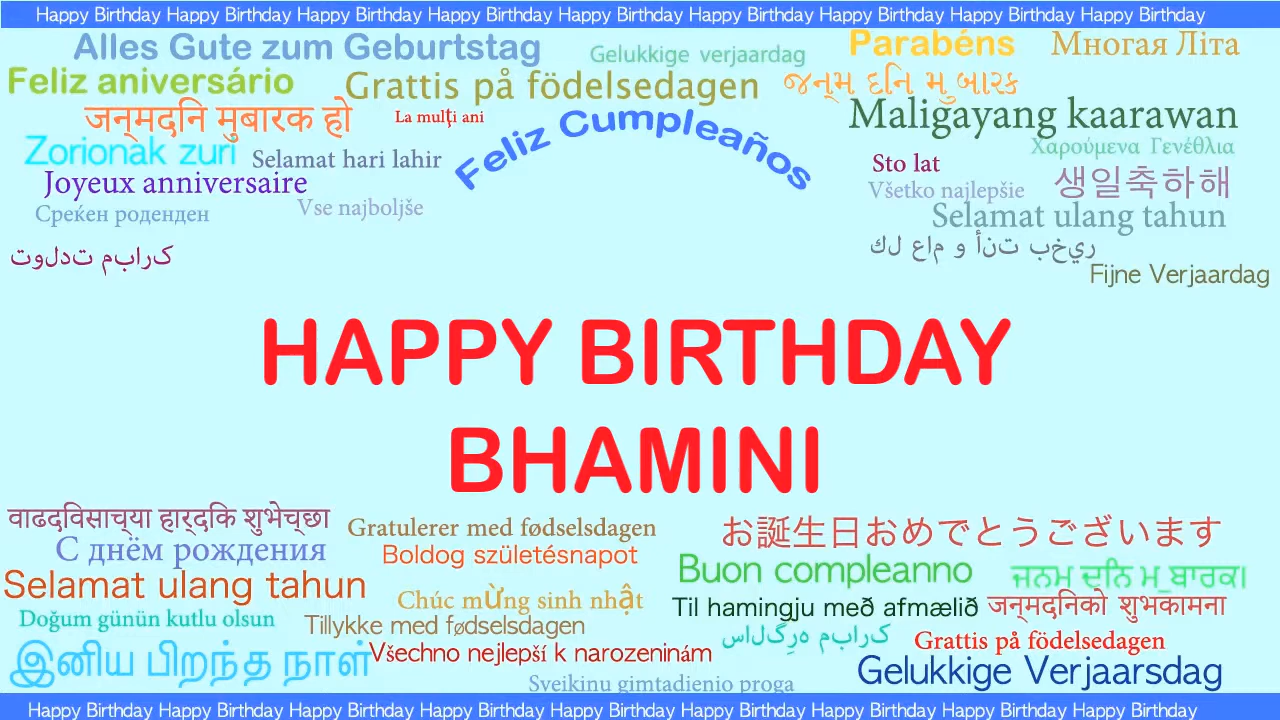 Happy Birthday Happy Birthday Happy Birthday Happy Birthday Happy Birthday Happy Birthday Happy Birthday Happy Birthday Happy Birthday
Alles Gute zum Geburtstag
Gelukkige verjaardag
Parabéns
Многая Літа
Feliz aniversário
Grattis på födelsedagen
જન્મ દનિ મુબારક
जन्मदनि मुबारक हो
La mulţi ani
Feliz Cumpleaños
Maligayang kaarawan
Zorionak zuri
Selamat hari lahir
Sto lat
Χαρούμενα Γενέθλια
Joyeux anniversaire
Všetko najlepšie
생일축하해
Среќен роденден
Vse najboljše
Selamat ulang tahun
تولدت مبارک
كل عام و أنت بخير
Fijne Verjaardag
HAPPY BIRTHDAY
BHAMINI
वाढदविसाच्या हार्दकि शुभेच्छा
Gratulerer med fødselsdagen
お誕生日おめでとうございます
С днём рождения
Boldog születésnapot
Buon compleanno
ਜਨਮ ਦਨਿ ਮੁਬਾਰਕ।
Selamat ulang tahun
Chúc mừng sinh nhật
Til hamingju með afmælið
जन्मदनिको शुभकामना
Doğum günün kutlu olsun
Tillykke med fødselsdagen
سالگرہ مبارک
Grattis på födelsedagen
இனிய பிறந்த நாள்
Všechno nejlepší k narozeninám
Gelukkige Verjaarsdag
Sveikinu gimtadienio proga
Happy Birthday Happy Birthday Happy Birthday Happy Birthday Happy Birthday Happy Birthday Happy Birthday Happy Birthday Happy Birthday